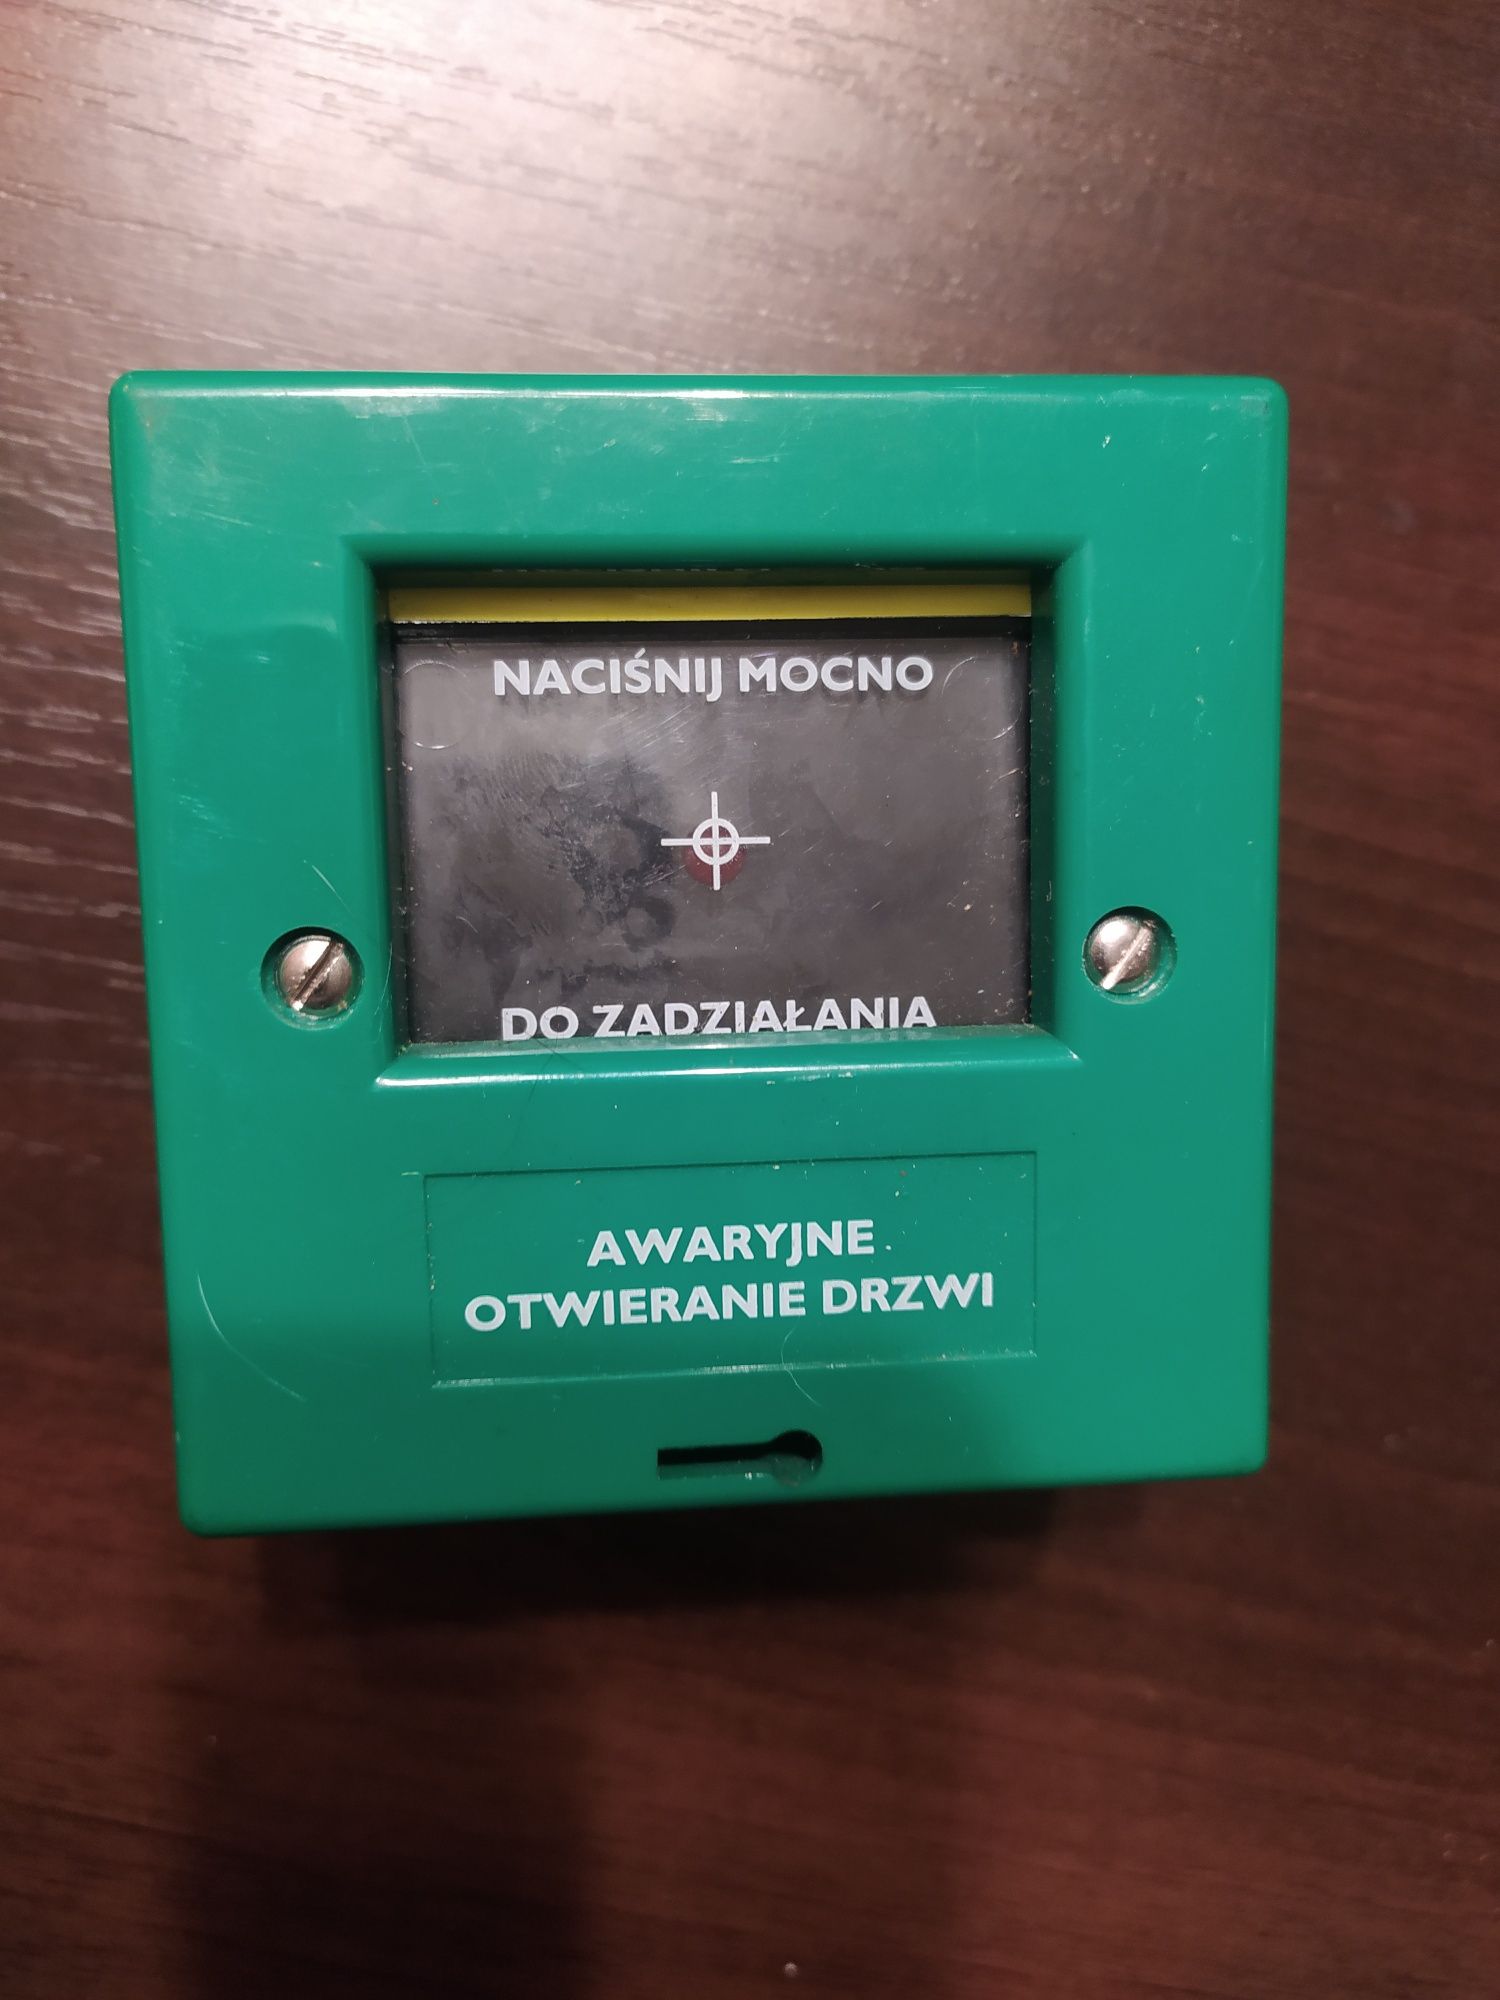 NACIŚNIJ MOCNO
DO ZADZIAŁANIA
AWARYJNE
OTWIERANIE DRZWI